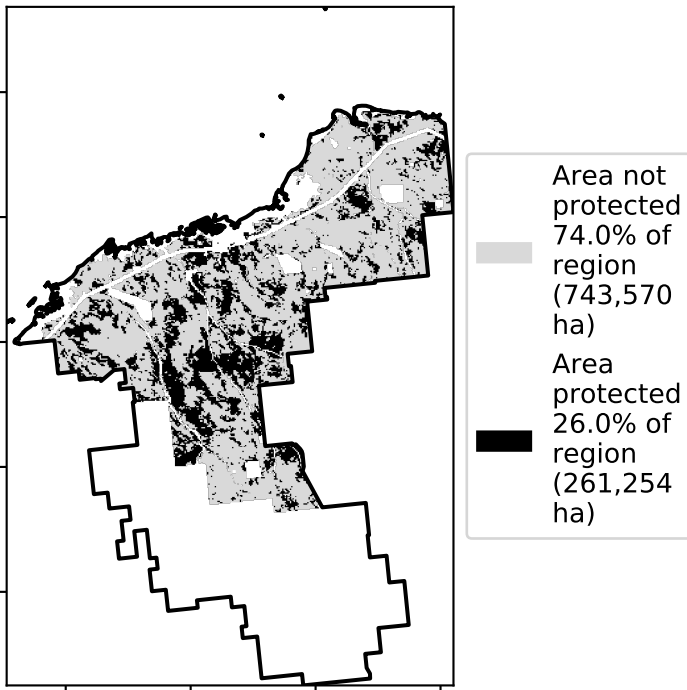 Area not
protected
74.0% of
region
(743,570
ha)
Area
protected
26.0% of
region
(261,254
ha)